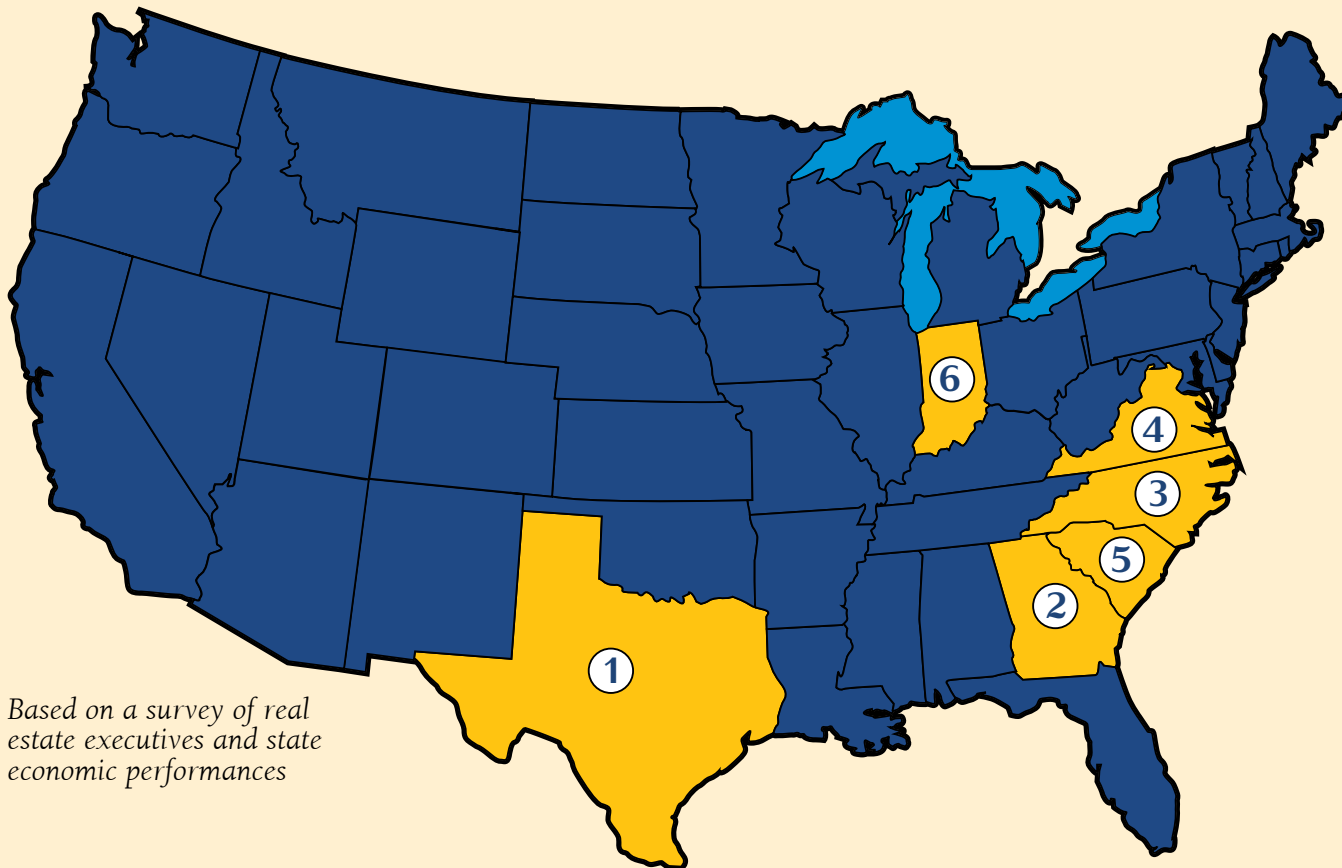 6
4
3
5
2
1
Based on a survey of real
estate executives and state
economic performances